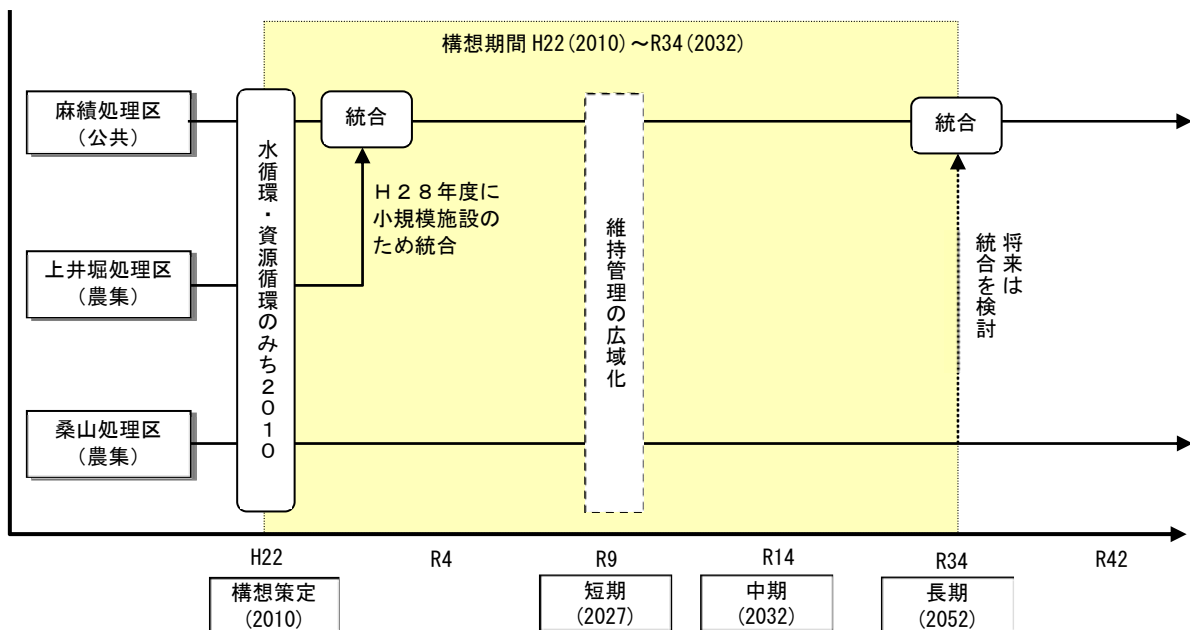 構想期間 H22(2010)～R34(2032)
麻績処理区
（公共）
統合
統合
水循環・資源循環のみち２０１０
Ｈ２８年度に
小規模施設の
ため統合
維持管理の広域化
将来は
統合を検討
上井堀処理区
（農集）
桑山処理区
（農集）
H22
R4
R9
R14
R34
R42
構想策定
(2010)
短期
(2027)
中期
(2032)
長期
(2052)